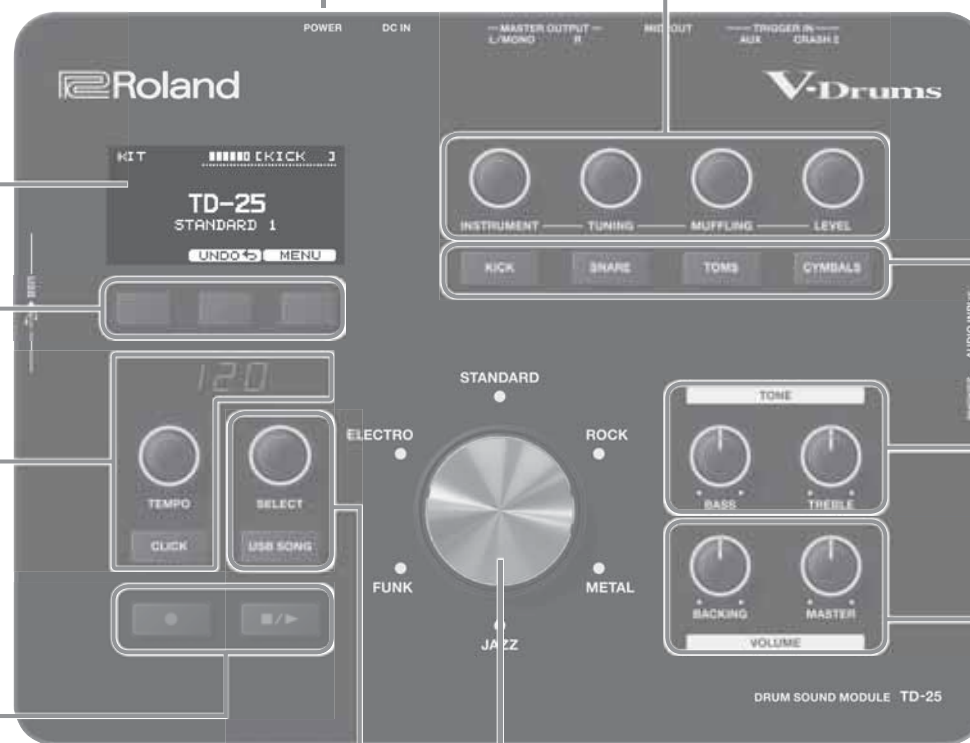 POWER DC IN MASTER OUTPUT MIDI OUT TRIGGER IN
L/MONO R AUX CRASH 2
Roland
V-Drums
KIT [KICK ]
TD-25
STANDARD 1
UNDO MENU
INSTRUMENT TUNING MUFFLING LEVEL
KICK SNARE TOMS CYMBALS
120
TEMPO SELECT
CLICK USB SONG
STANDARD
ELECTRO ROCK
FUNK METAL
JAZZ
TONE
BASS TREBLE
BACKING MASTER
VOLUME
●
■/▶
DRUM SOUND MODULE TD-25